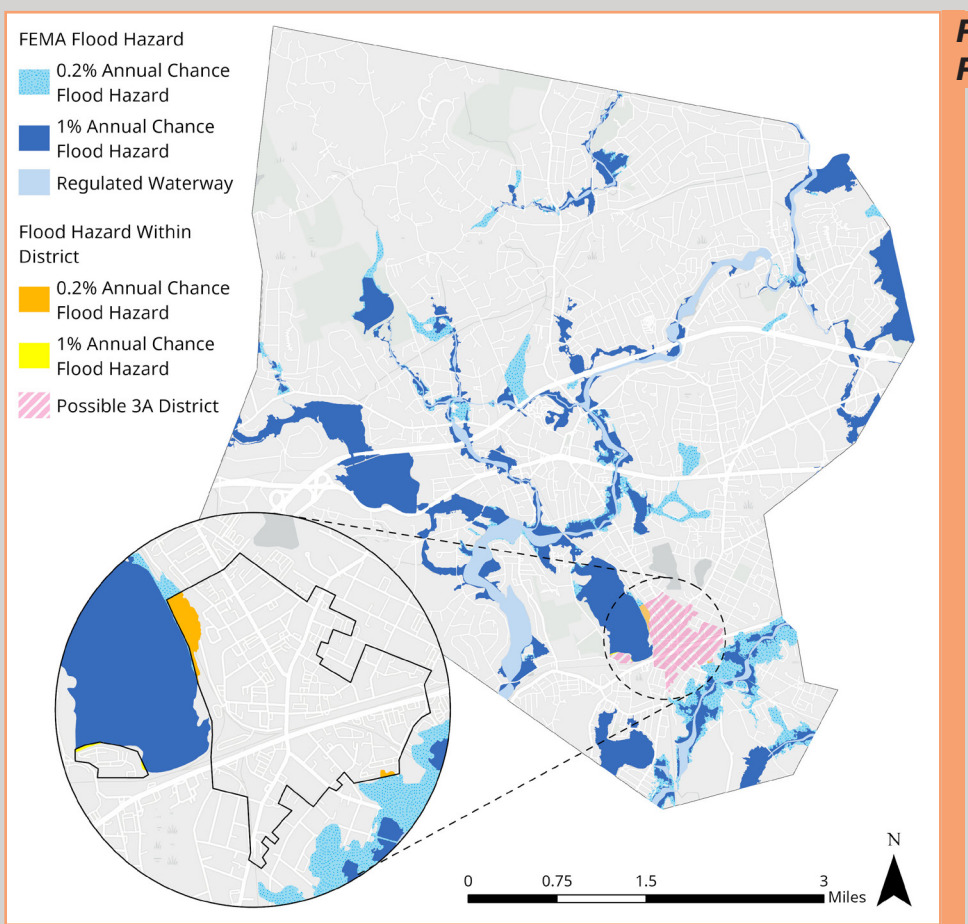 FEMA Flood Hazard
0.2% Annual Chance
Flood Hazard
1% Annual Chance
Flood Hazard
Regulated Waterway
Flood Hazard Within
District
0.2% Annual Chance
Flood Hazard
1% Annual Chance
Flood Hazard
Possible 3A District
F
F
N
0 0.75 1.5 3
Miles